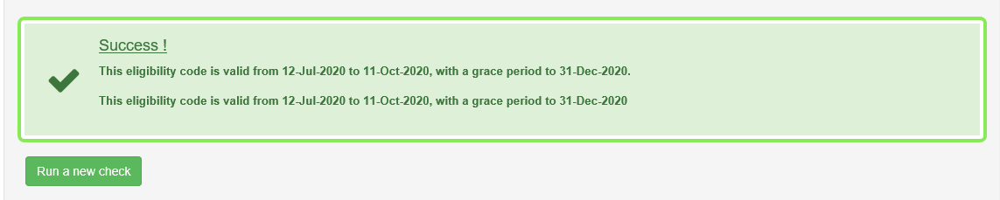 Success !
This eligibility code is valid from 12-Jul-2020 to 11-Oct-2020, with a grace period to 31-Dec-2020.
This eligibility code is valid from 12-Jul-2020 to 11-Oct-2020, with a grace period to 31-Dec-2020
Run a new check